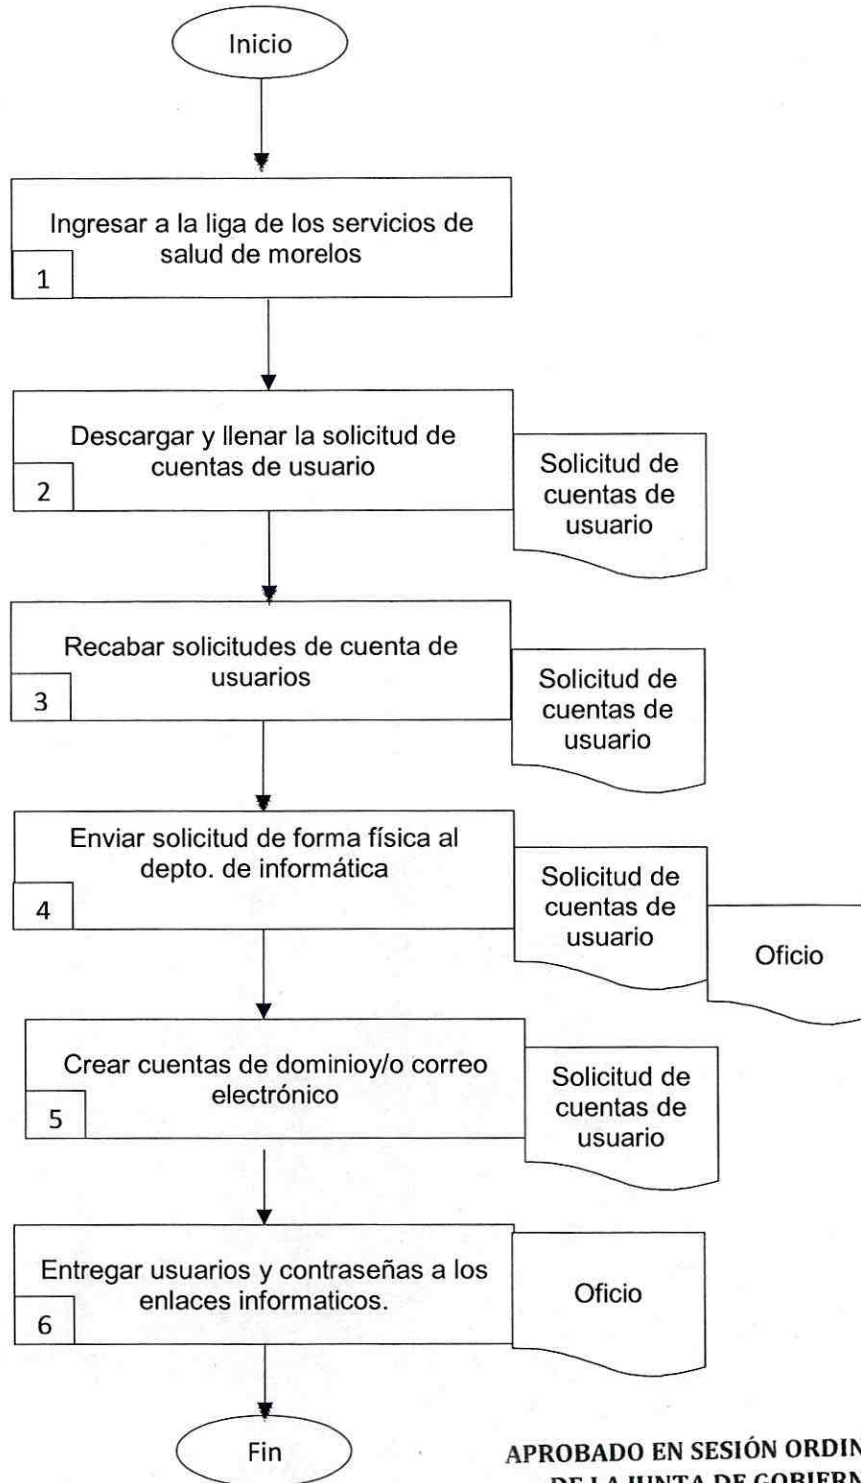 Inicio
Ingresar a la liga de los servicios de
salud de morelos
1
Descargar y llenar la solicitud de
cuentas de usuario
2
Solicitud de
cuentas de
usuario
Recabar solicitudes de cuenta de
usuarios
3
Solicitud de
cuentas de
usuario
Enviar solicitud de forma física al
depto. de informática
4
Solicitud de
cuentas de
usuario
Oficio
Crear cuentas de dominioy/o correo
electrónico
5
Solicitud de
cuentas de
usuario
Entregar usuarios y contraseñas a los
enlaces informaticos.
6
Oficio
Fin
APROBADO EN SESIÓN ORDIN
DE LA JUNTA DE GOBIERN